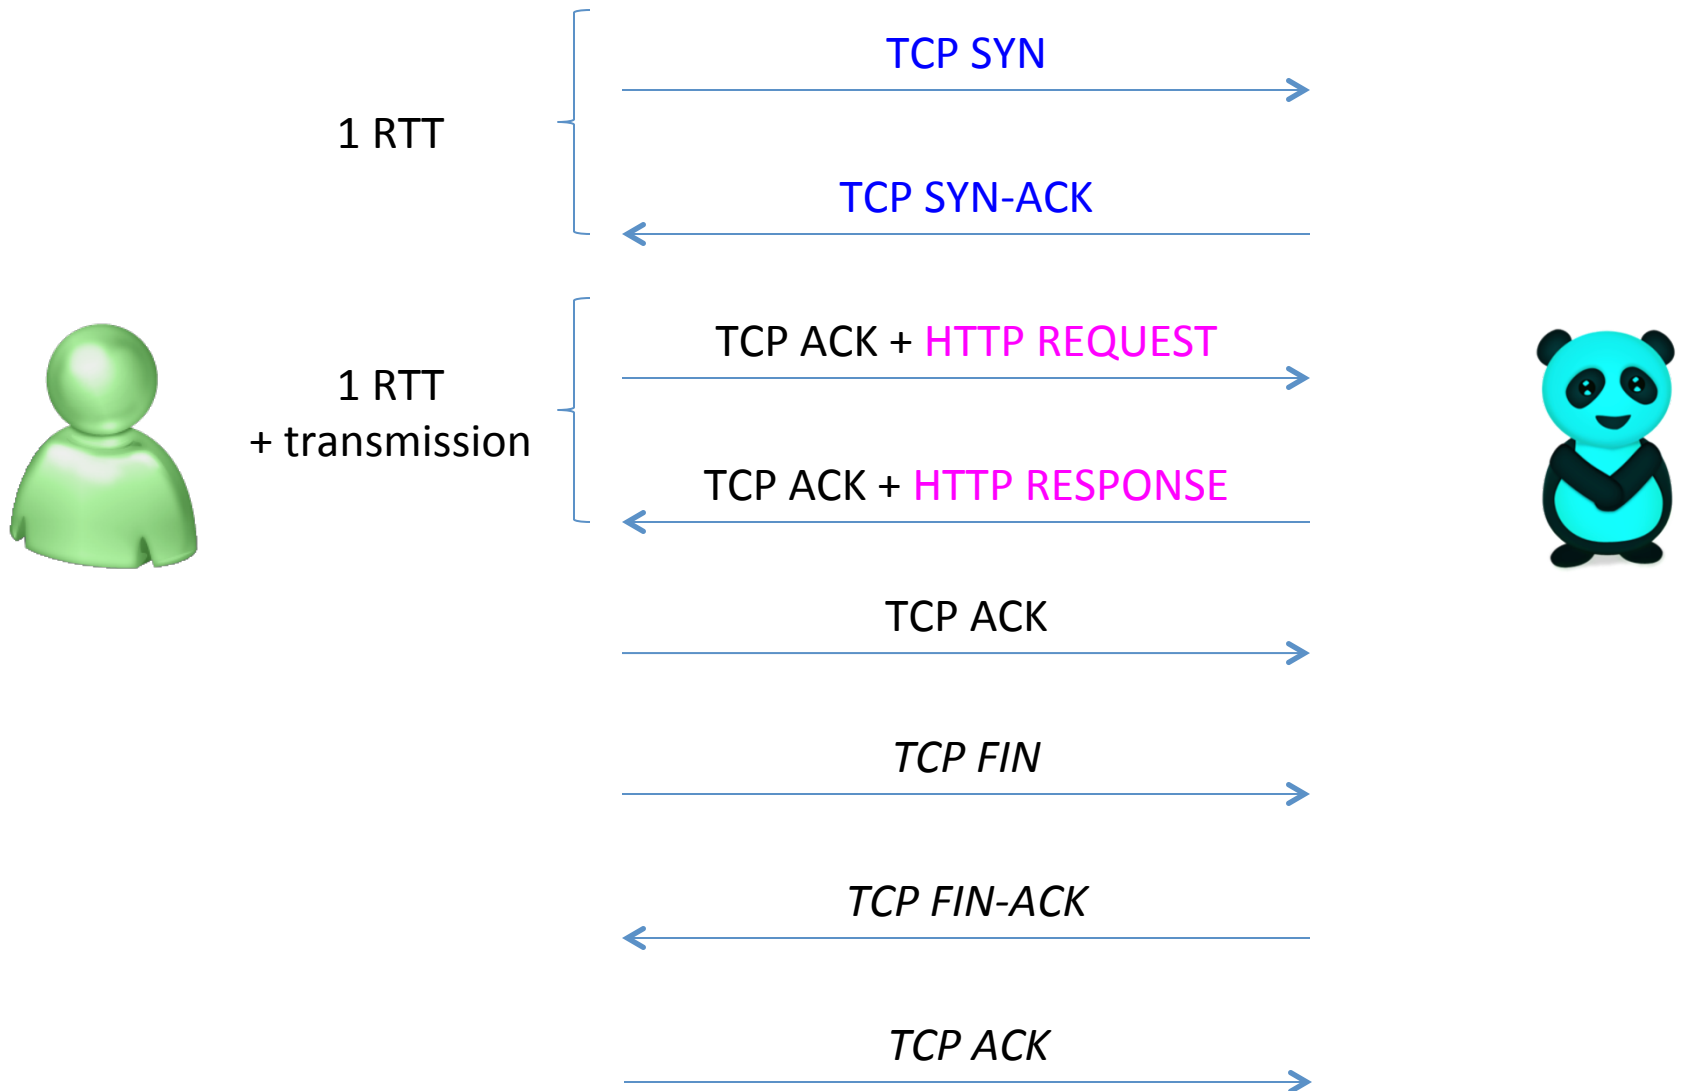 TCP SYN
1 RTT
TCP SYN-ACK
TCP ACK + HTTP REQUEST
1 RTT
+ transmission
TCP ACK + HTTP RESPONSE
TCP ACK
TCP FIN
TCP FIN-ACK
TCP ACK